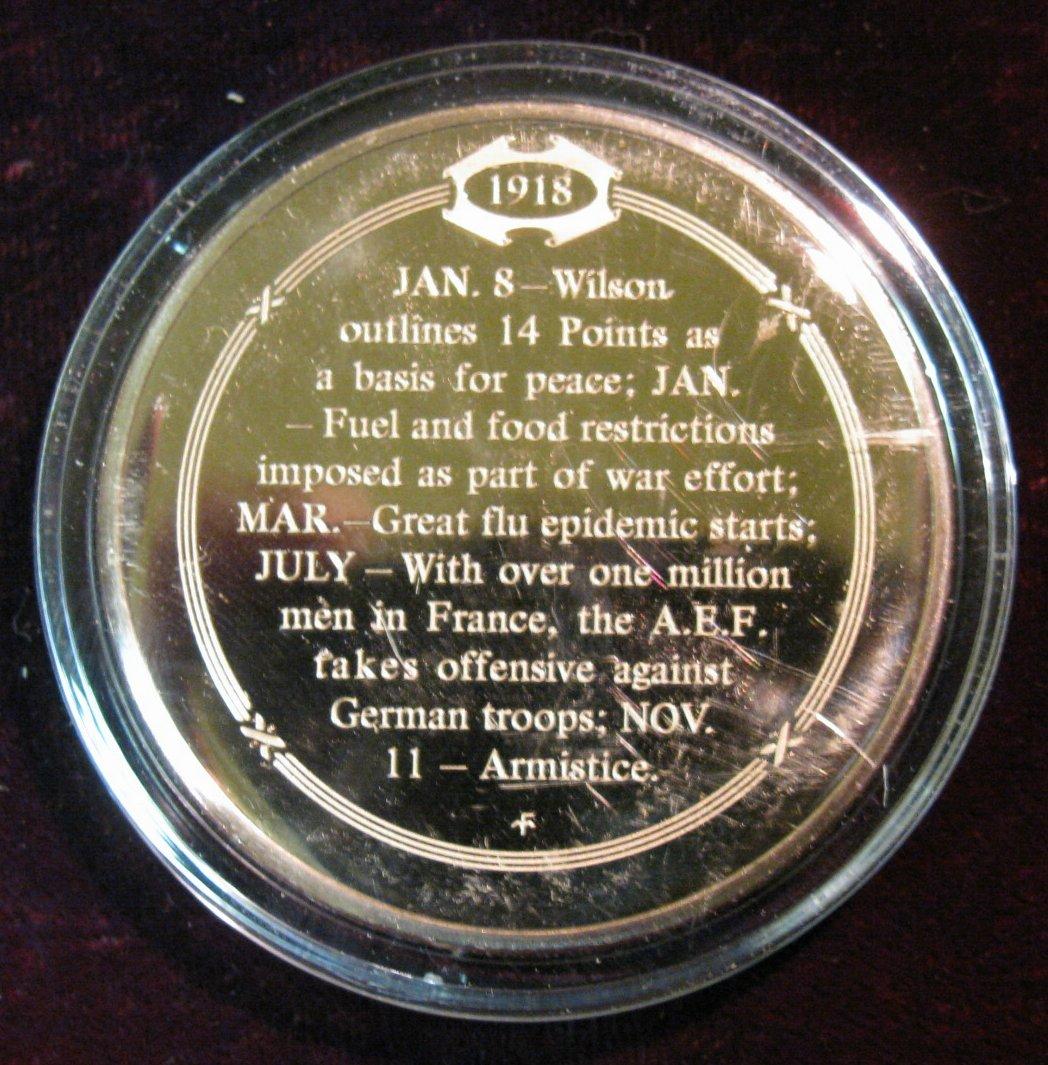 1918
JAN. 8 – Wilson
outlines 14 Points as
a basis for peace; JAN.
– Fuel and food restrictions
imposed as part of war effort;
MAR. – Great flu epidemic starts;
JULY – With over one million
men in France, the A.E.F.
takes offensive against
German troops; NOV.
11 – Armistice.
F